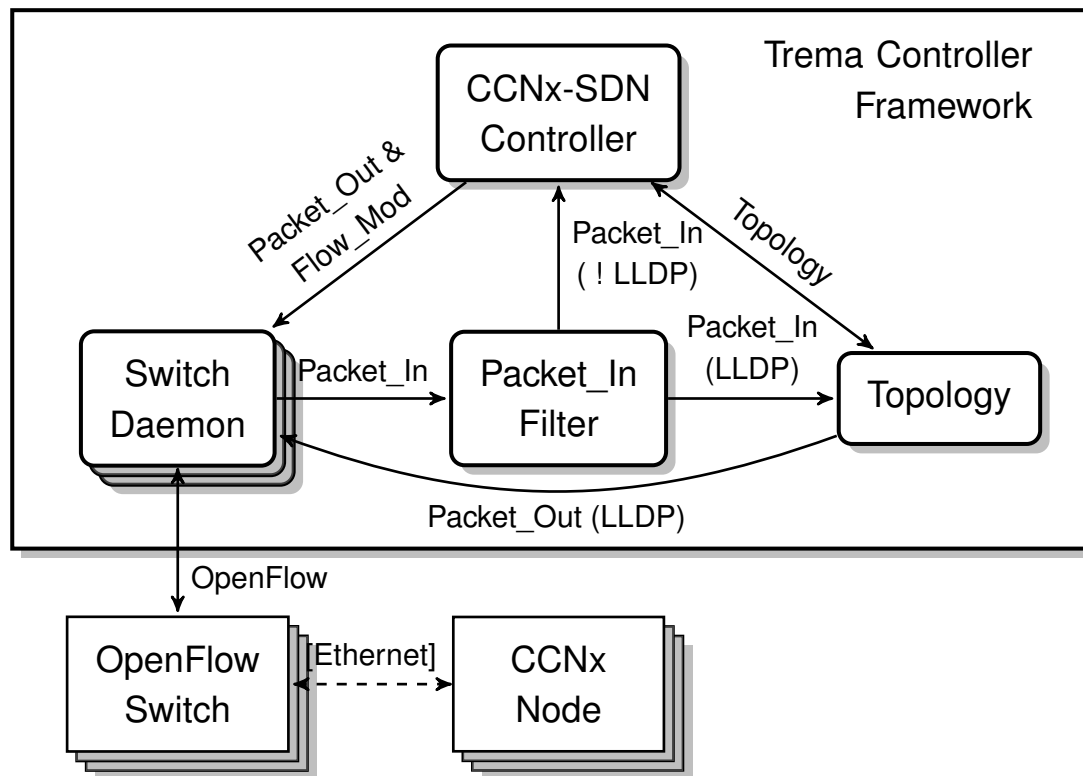 Trema Controller
Framework
CCNx-SDN
Controller
Packet_Out &
Flow_Mod
Packet_In
( ! LLDP)
Topology
Switch
Daemon
Packet_In
Packet_In
Filter
Packet_In
(LLDP)
Topology
Packet_Out (LLDP)
OpenFlow
OpenFlow
Switch
[Ethernet]
CCNx
Node